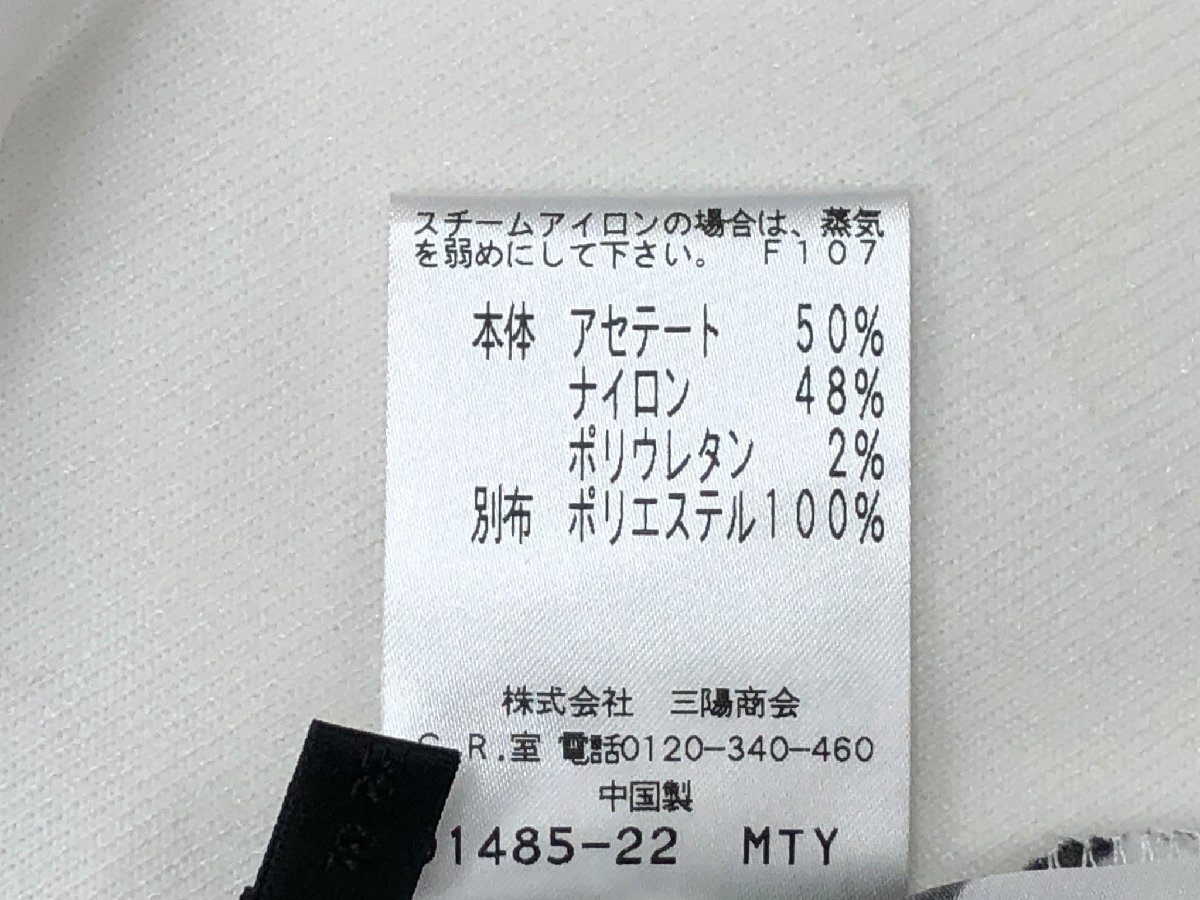 スチームアイロンの場合は、蒸気
を弱めにして下さい。 F107
本体 アセテート 50%
ナイロン 48%
ポリウレタン 2%
別布 ポリエステル100%
株式会社 三陽商会
R.室 電話0120-340-460
中国製
1485-22 MTY